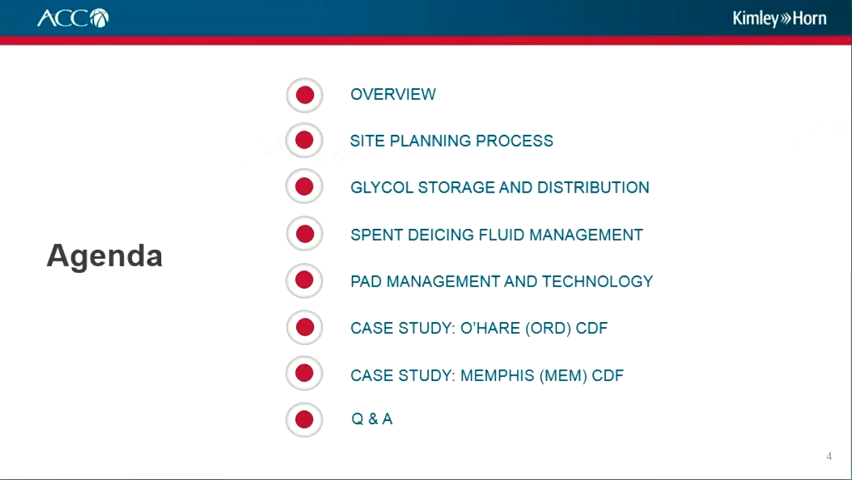 ACC
Kimley»Horn
Agenda
OVERVIEW
SITE PLANNING PROCESS
GLYCOL STORAGE AND DISTRIBUTION
SPENT DEICING FLUID MANAGEMENT
PAD MANAGEMENT AND TECHNOLOGY
CASE STUDY: O’HARE (ORD) CDF
CASE STUDY: MEMPHIS (MEM) CDF
Q & A
4